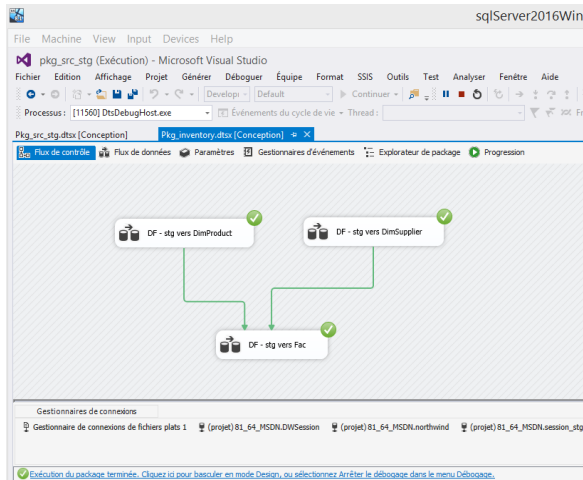 sqlServer2016Win
File Machine View Input Devices Help
pkg_src_stg (Exécution) - Microsoft Visual Studio
Fichier Edition Affichage Projet Générer Déboguer Équipe Format SSIS Outils Test Analyser Fenêtre Aide
Develop Default Continuer
Processus : [11560] DtsDebugHost.exe Événements du cycle de vie Thread :
Pkg_src_stg.dtsx [Conception] Pkg_inventory.dtsx [Conception]
Flux de contrôle Flux de données Paramètres Gestionnaires d'événements Explorateur de package Progression
DF - stg vers DimProduct DF - stg vers DimSupplier
DF - stg vers Fac
Gestionnaires de connexions
Gestionnaire de connexions de fichiers plats 1 (projet) 81_64_MSDN.DWSession (projet) 81_64_MSDN.northwind (projet) 81_64_MSDN.session_stg
Exécution du package terminée. Cliquez ici pour basculer en mode Design, ou sélectionnez Arrêter le débogage dans le menu Débogage.